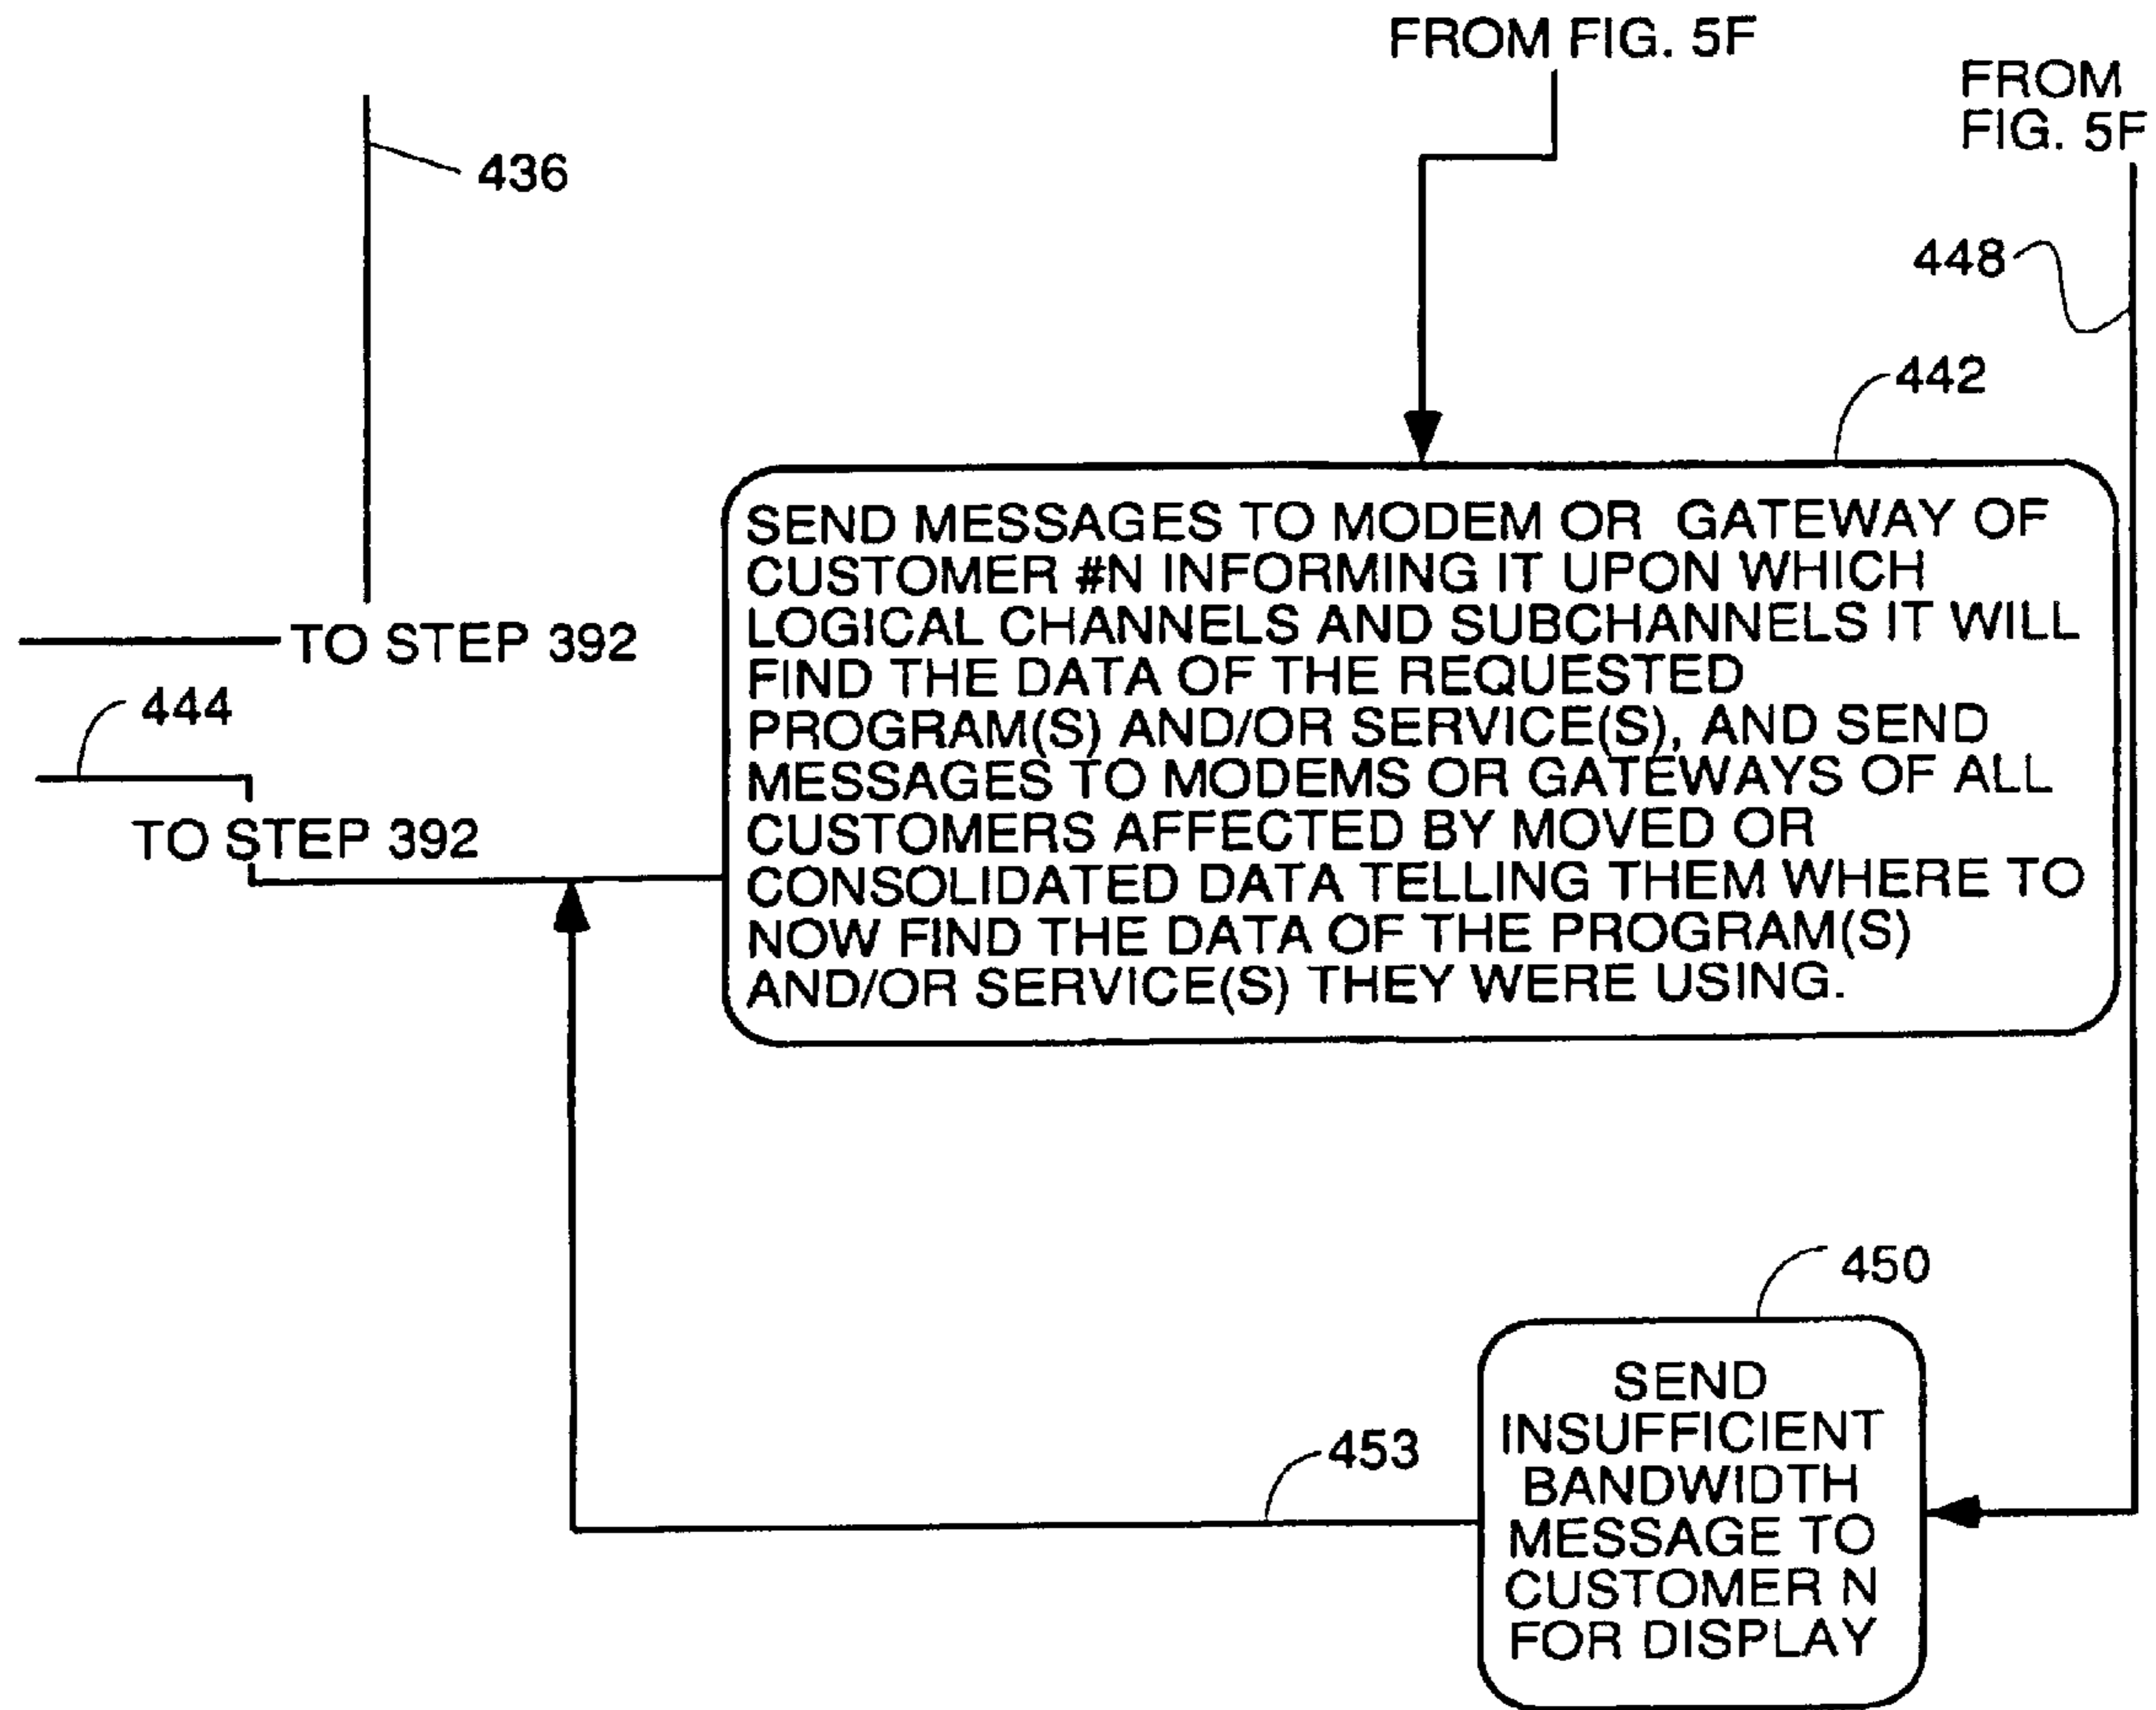 FROM FIG. 5F
FROM
FIG. 5F
436
448
442
SEND MESSAGES TO MODEM OR GATEWAY OF
CUSTOMER #N INFORMING IT UPON WHICH
LOGICAL CHANNELS AND SUBCHANNELS IT WILL
FIND THE DATA OF THE REQUESTED
PROGRAM(S) AND/OR SERVICE(S), AND SEND
MESSAGES TO MODEMS OR GATEWAYS OF ALL
CUSTOMERS AFFECTED BY MOVED OR
CONSOLIDATED DATA TELLING THEM WHERE TO
NOW FIND THE DATA OF THE PROGRAM(S)
AND/OR SERVICE(S) THEY WERE USING.
TO STEP 392
444
TO STEP 392
450
SEND
INSUFFICIENT
BANDWIDTH
MESSAGE TO
CUSTOMER N
FOR DISPLAY
453